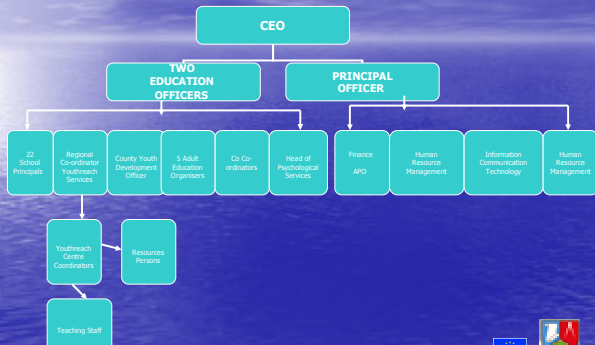 CEO
TWO
EDUCATION
OFFICERS
PRINCIPAL
OFFICER
22
School
Principals
Regional
Co-ordinator
Youthreach
Services
County Youth
Development
Officer
5 Adult
Education
Organisers
Co Co-
ordinators
Head of
Psychological
Services
Finance
APO
Human
Resource
Management
Information
Communication
Technology
Human
Resource
Management
Youthreach
Centre
Coordinators
Resources
Persons
Teaching Staff